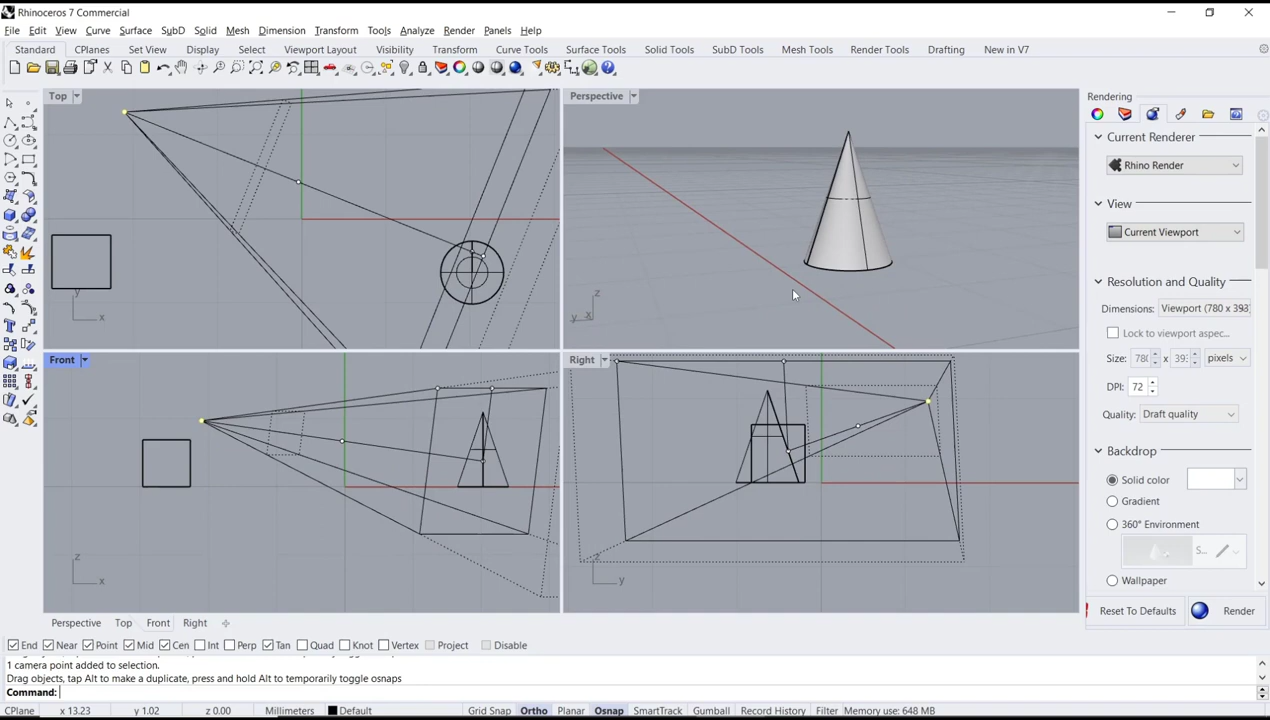 Rhinoceros 7 Commercial
File Edit View Curve Surface SubD Solid Mesh Dimension Transform Tools Analyze Render Panels Help
Standard CPlanes Set View Display Select Viewport Layout Visibility Transform Curve Tools Surface Tools Solid Tools SubD Tools Mesh Tools Render Tools Drafting New in V7
Top
Perspective
Rendering
Current Renderer
Rhino Render
View
Current Viewport
Resolution and Quality
Dimensions: Viewport (780 x 393)
Lock to viewport aspec...
Size: 780 x 393 pixels
DPI: 72
Quality: Draft quality
Backdrop
Solid color
Gradient
360° Environment
S...
Wallpaper
Reset To Defaults Render
y
x
z
y x
Front
Right
z
x
z
y
Perspective Top Front Right
End Near Point Mid Cen Int Perp Tan Quad Knot Vertex Project Disable
1 camera point added to selection.
Drag objects, tap Alt to make a duplicate, press and hold Alt to temporarily toggle osnaps
Command:
CPlane x 13.23 y 1.02 z 0.00 Millimeters Default Grid Snap Ortho Planar Osnap SmartTrack Gumball Record History Filter Memory use: 648 MB